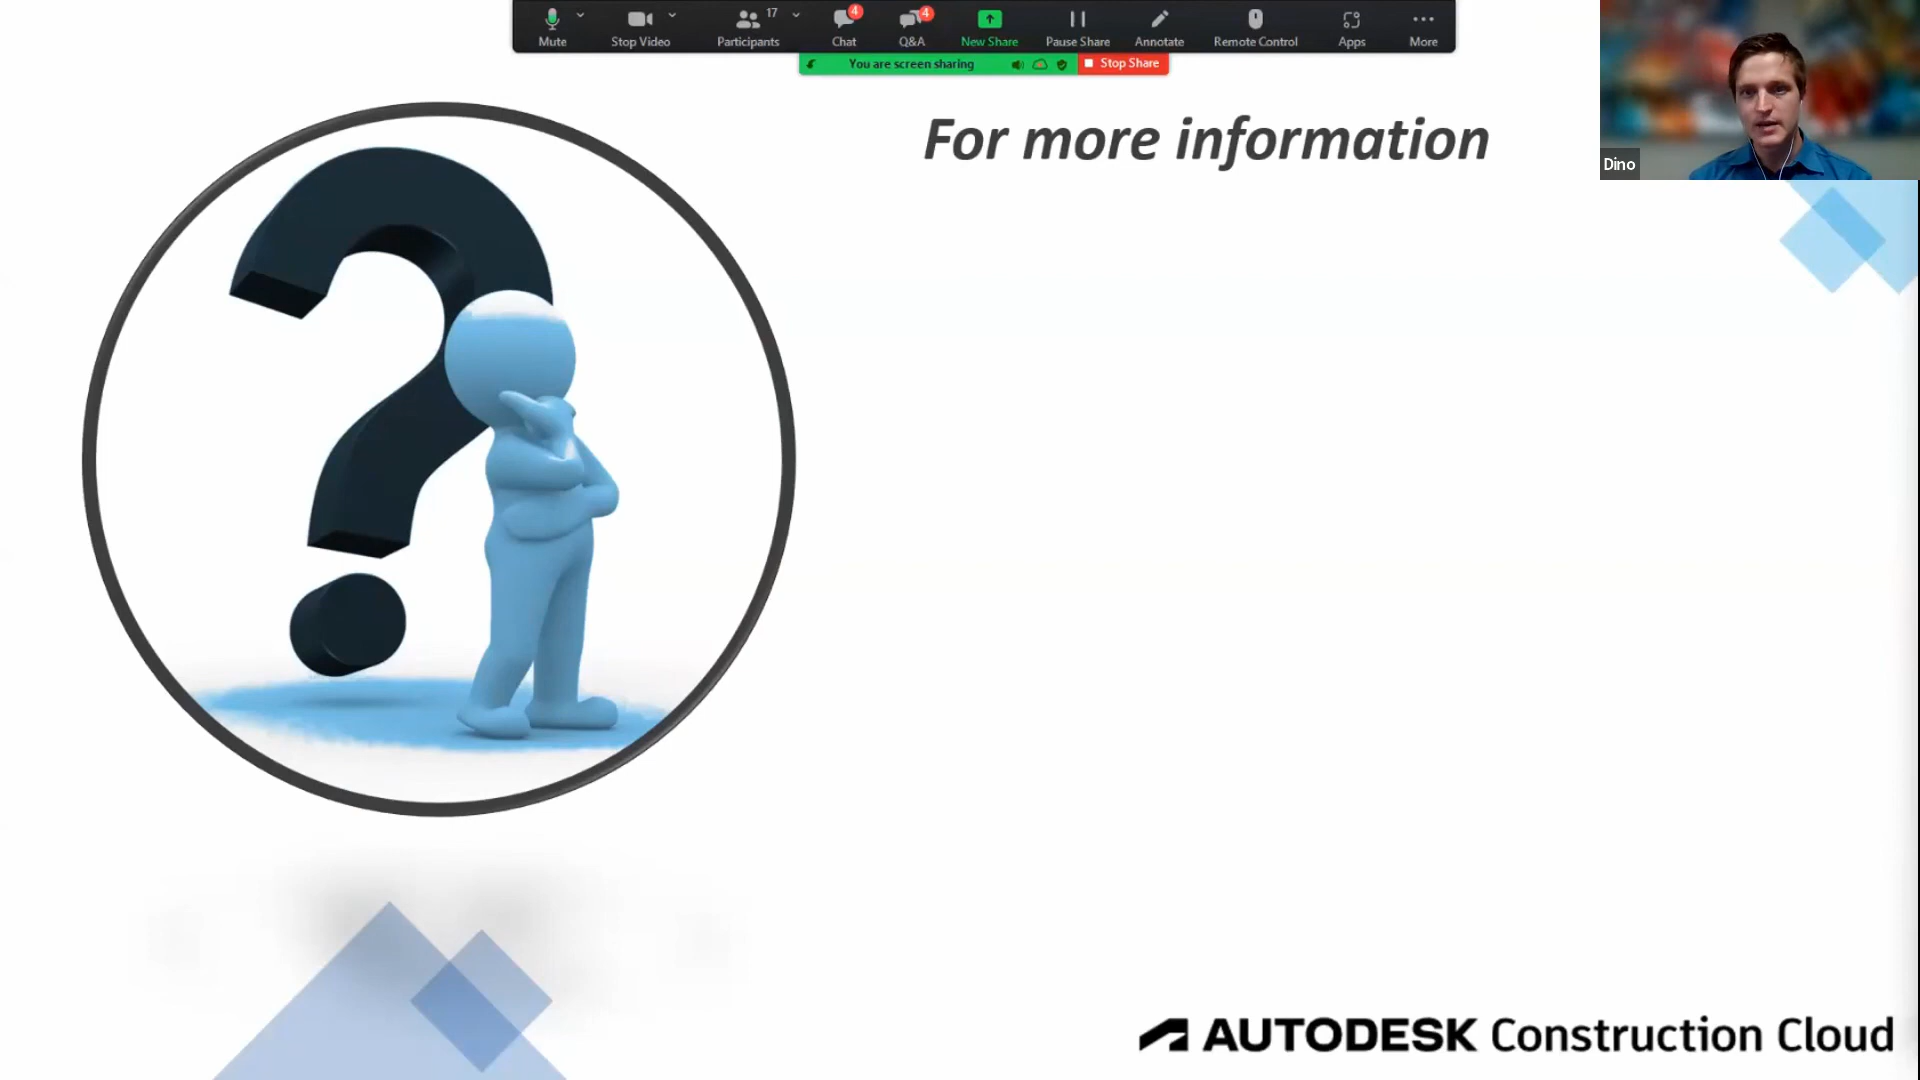 17
4
4
Mute
Stop Video
Participants
Chat
Q&A
New Share
Pause Share
Annotate
Remote Control
Apps
More
You are screen sharing
Stop Share
For more information
Dino
AUTODESK Construction Cloud